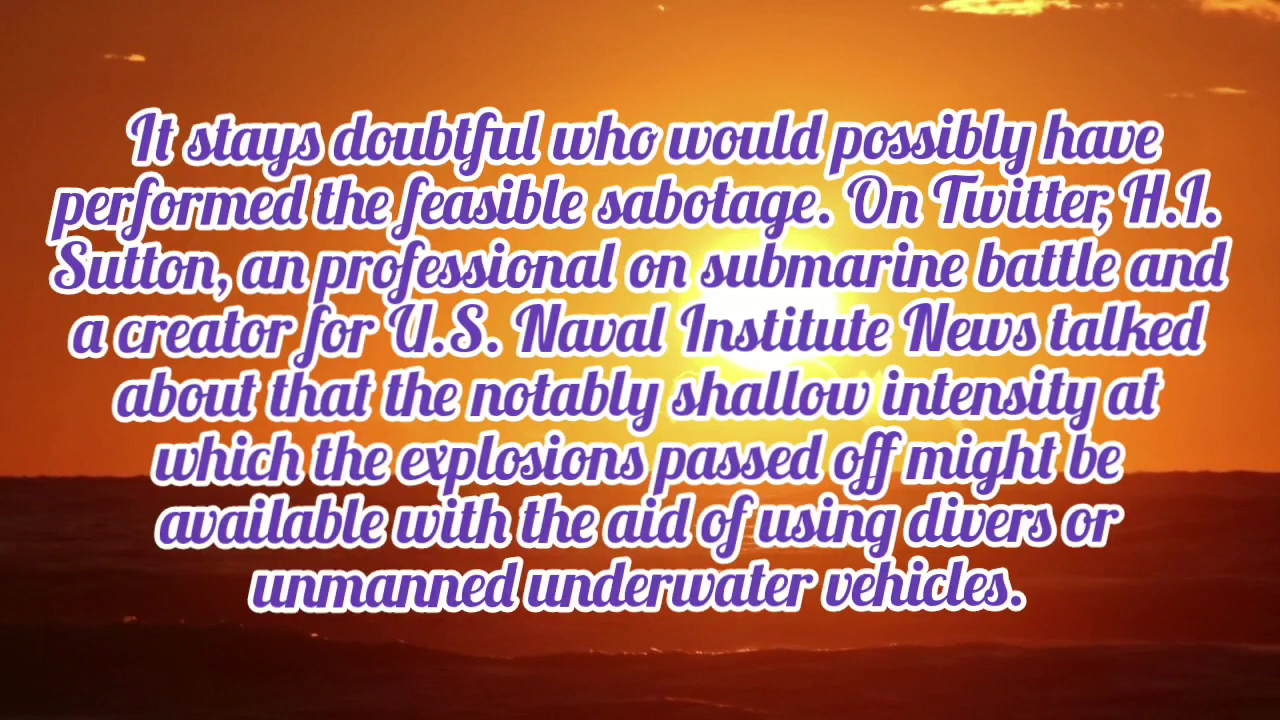 It stays doubtful who would possibly have
performed the feasible sabotage. On Twitter, H.I.
Sutton, an professional on submarine battle and
a creator for U.S. Naval Institute News talked
about that the notably shallow intensity at
which the explosions passed off might be
available with the aid of using divers or
unmanned underwater vehicles.